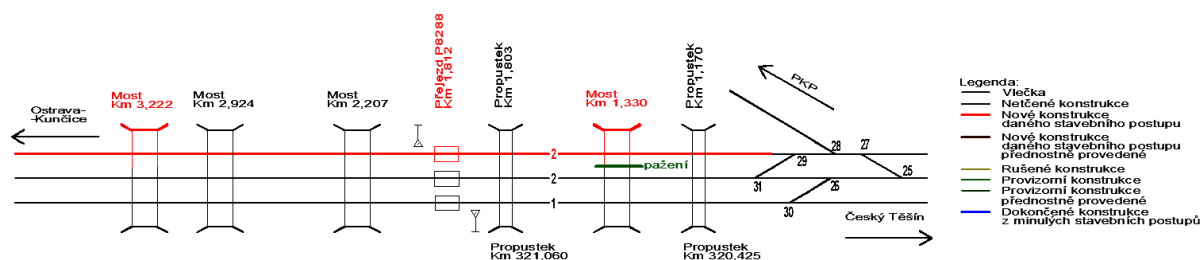 Ostrava-
Kunčice
Most
Km 3,222
Most
Km 2,924
Most
Km 2,207
Přejezd P8288
Km 1,812
Propustek
Km 1,803
Most
Km 1,330
Propustek
Km 1,170
PKP
2
pažení
2
1
28
27
29
25
31
26
30
Propustek
Km 321,060
Propustek
Km 320,425
Český Těšín
Legenda:
Vlečka
Netčené konstrukce
Nové konstrukce
daného stavebního postupu
Nové konstrukce
daného stavebního postupu
přednostně provedené
Rušené konstrukce
Provizorní konstrukce
Provizorní konstrukce
přednostně provedené
Dokončené konstrukce
z minulých stavebních postupů